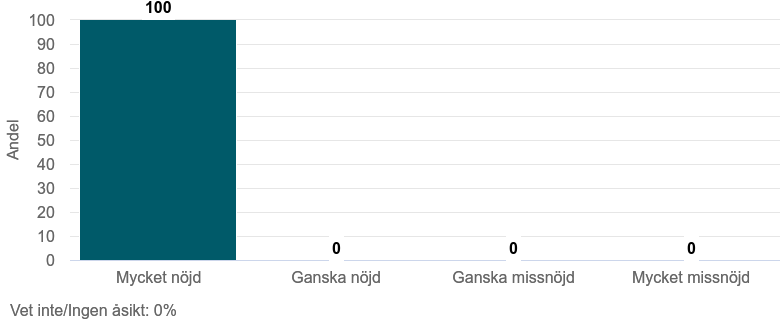 100
100
90
80
70
60
50
40
30
20
10
0
Andel
0
0
0
Mycket nöjd
Ganska nöjd
Ganska missnöjd
Mycket missnöjd
Vet inte/Ingen åsikt: 0%